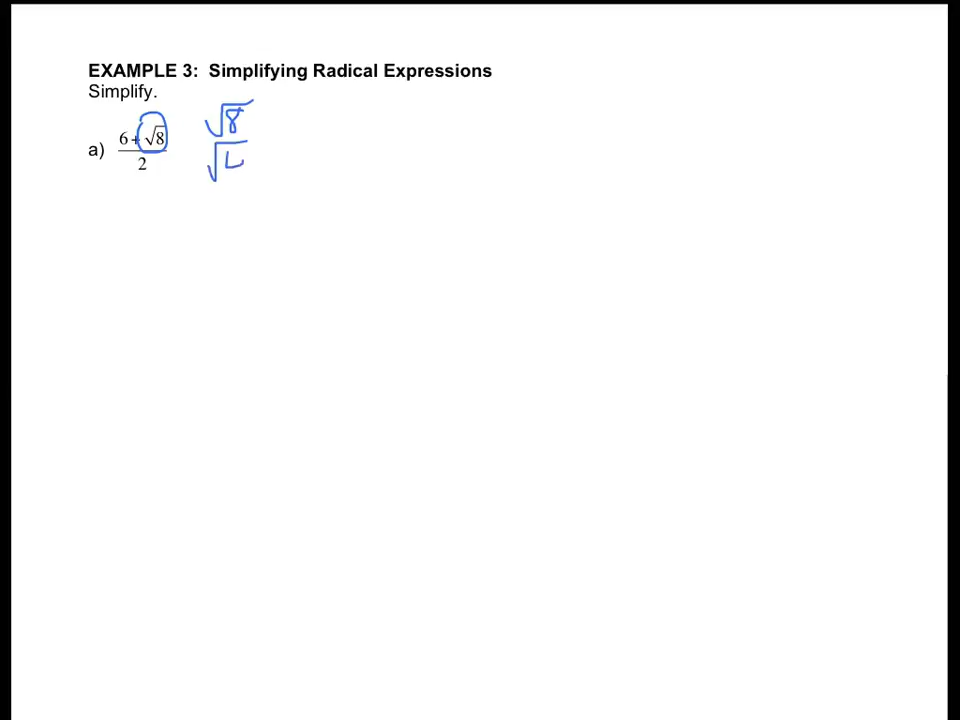 EXAMPLE 3: Simplifying Radical Expressions
Simplify.
a) (6 + √8)/2
√8
√